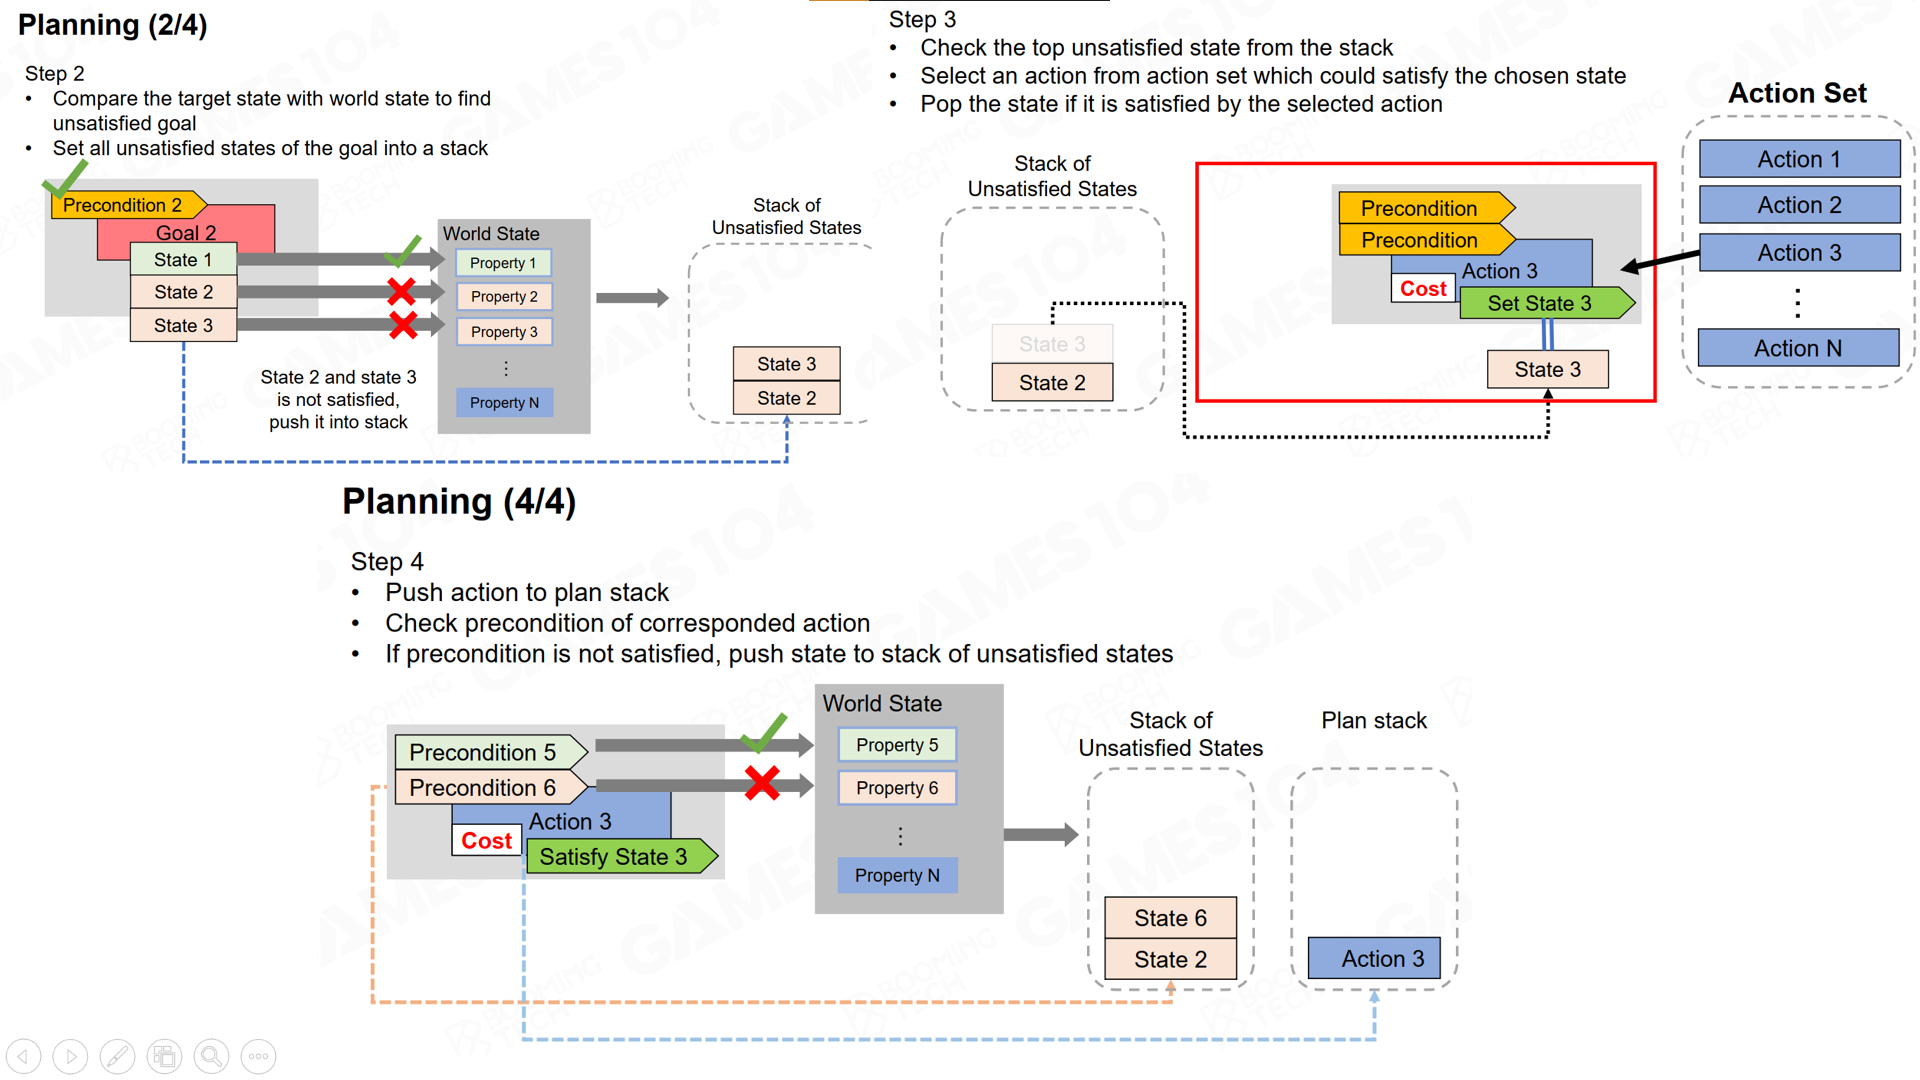 Planning (2/4)
Step 2
• Compare the target state with world state to find
unsatisfied goal
• Set all unsatisfied states of the goal into a stack
Precondition 2
Goal 2
State 1
State 2
State 3
World State
Property 1
Property 2
Property 3
⋮
Property N
State 2 and state 3
is not satisfied,
push it into stack
Stack of
Unsatisfied States
State 3
State 2
Step 3
• Check the top unsatisfied state from the stack
• Select an action from action set which could satisfy the chosen state
• Pop the state if it is satisfied by the selected action
Stack of
Unsatisfied States
State 3
State 2
Precondition
Precondition
Action 3
Cost
Set State 3
State 3
Action Set
Action 1
Action 2
Action 3
⋮
Action N
Planning (4/4)
Step 4
• Push action to plan stack
• Check precondition of corresponded action
• If precondition is not satisfied, push state to stack of unsatisfied states
Precondition 5
Precondition 6
Action 3
Cost
Satisfy State 3
World State
Property 5
Property 6
⋮
Property N
Stack of
Unsatisfied States
State 6
State 2
Plan stack
Action 3
GAMES104
BOOMING
TECH